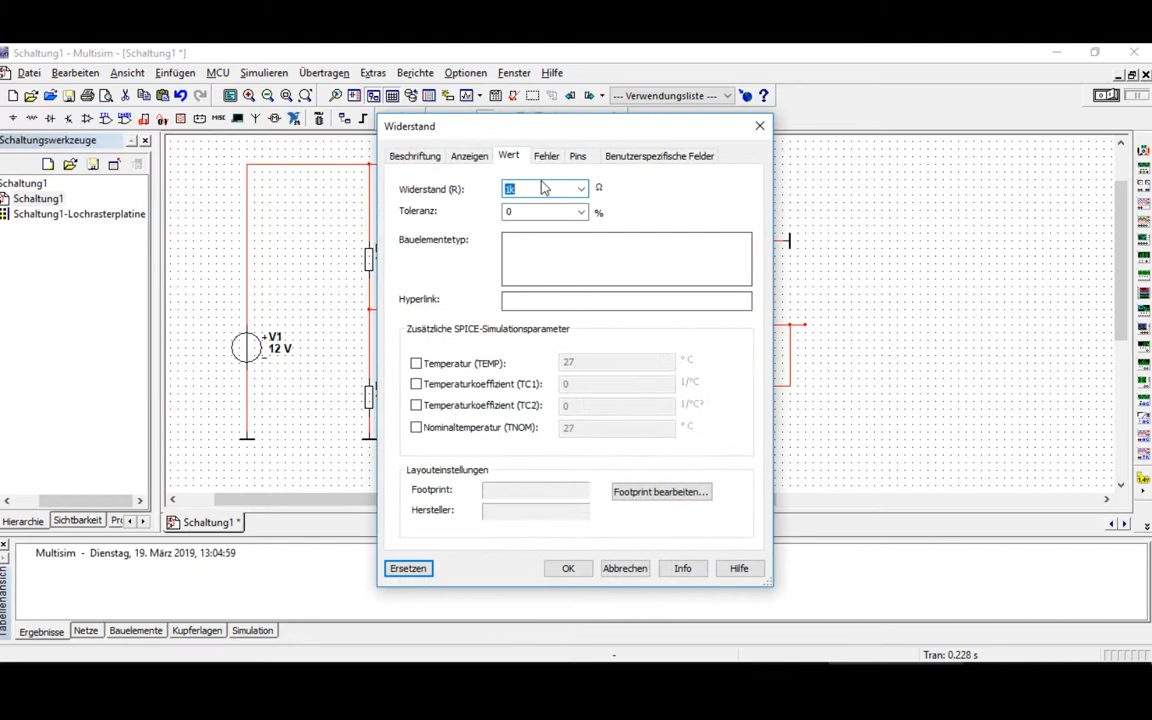 Schaltung1 - Multisim - [Schaltung1 *]
Datei Bearbeiten Ansicht Einfügen MCU Simulieren Übertragen Extras Berichte Optionen Fenster Hilfe
--- Verwendungsliste ---
Schaltungswerkzeuge
Schaltung1
Schaltung1
Schaltung1-Lochrasterplatine
V1
12 V
Hierarchie Sichtbarkeit
Schaltung1 *
Widerstand
Beschriftung Anzeigen Wert Fehler Pins Benutzerspezifische Felder
Widerstand (R): 1k Ω
Toleranz: 0 %
Bauelementetyp:
Hyperlink:
Zusätzliche SPICE-Simulationsparameter
Temperatur (TEMP): 27 ° C
Temperaturkoeffizient (TC1): 0 1/°C
Temperaturkoeffizient (TC2): 0 1/°C²
Nominaltemperatur (TNOM): 27 ° C
Layouteinstellungen
Footprint: Footprint bearbeiten...
Hersteller:
Ersetzen OK Abbrechen Info Hilfe
Multisim - Dienstag, 19. März 2019, 13:04:59
Tabellenansicht
Ergebnisse Netze Bauelemente Kupferlagen Simulation
- Tran: 0.228 s